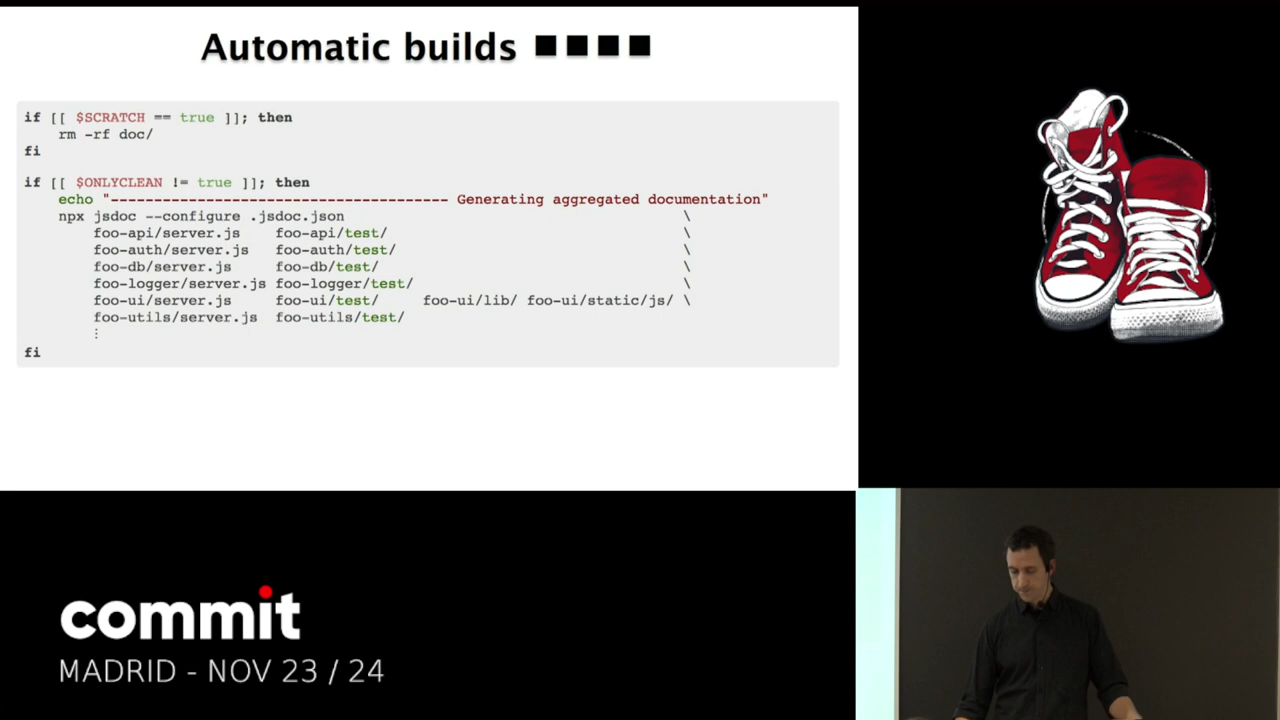 Automatic builds ■■■■
if [[ $SCRATCH == true ]]; then
    rm -rf doc/
fi
if [[ $ONLYCLEAN != true ]]; then
    echo "--------------------------------------- Generating aggregated documentation"
    npx jsdoc --configure .jsdoc.json                                        \
        foo-api/server.js    foo-api/test/                                   \
        foo-auth/server.js   foo-auth/test/                                  \
        foo-db/server.js     foo-db/test/                                    \
        foo-logger/server.js foo-logger/test/                                \
        foo-ui/server.js     foo-ui/test/     foo-ui/lib/ foo-ui/static/js/ \
        foo-utils/server.js  foo-utils/test/
        ⋮
fi
commit
MADRID - NOV 23 / 24